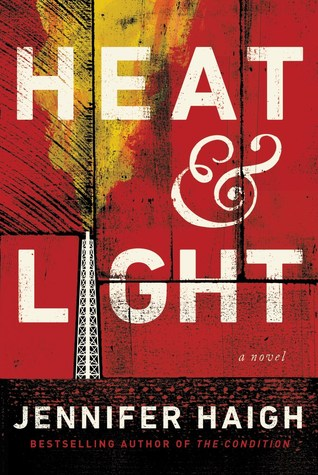 HEAT
&
LIGHT
a novel
JENNIFER HAIGH
BESTSELLING AUTHOR OF THE CONDITION